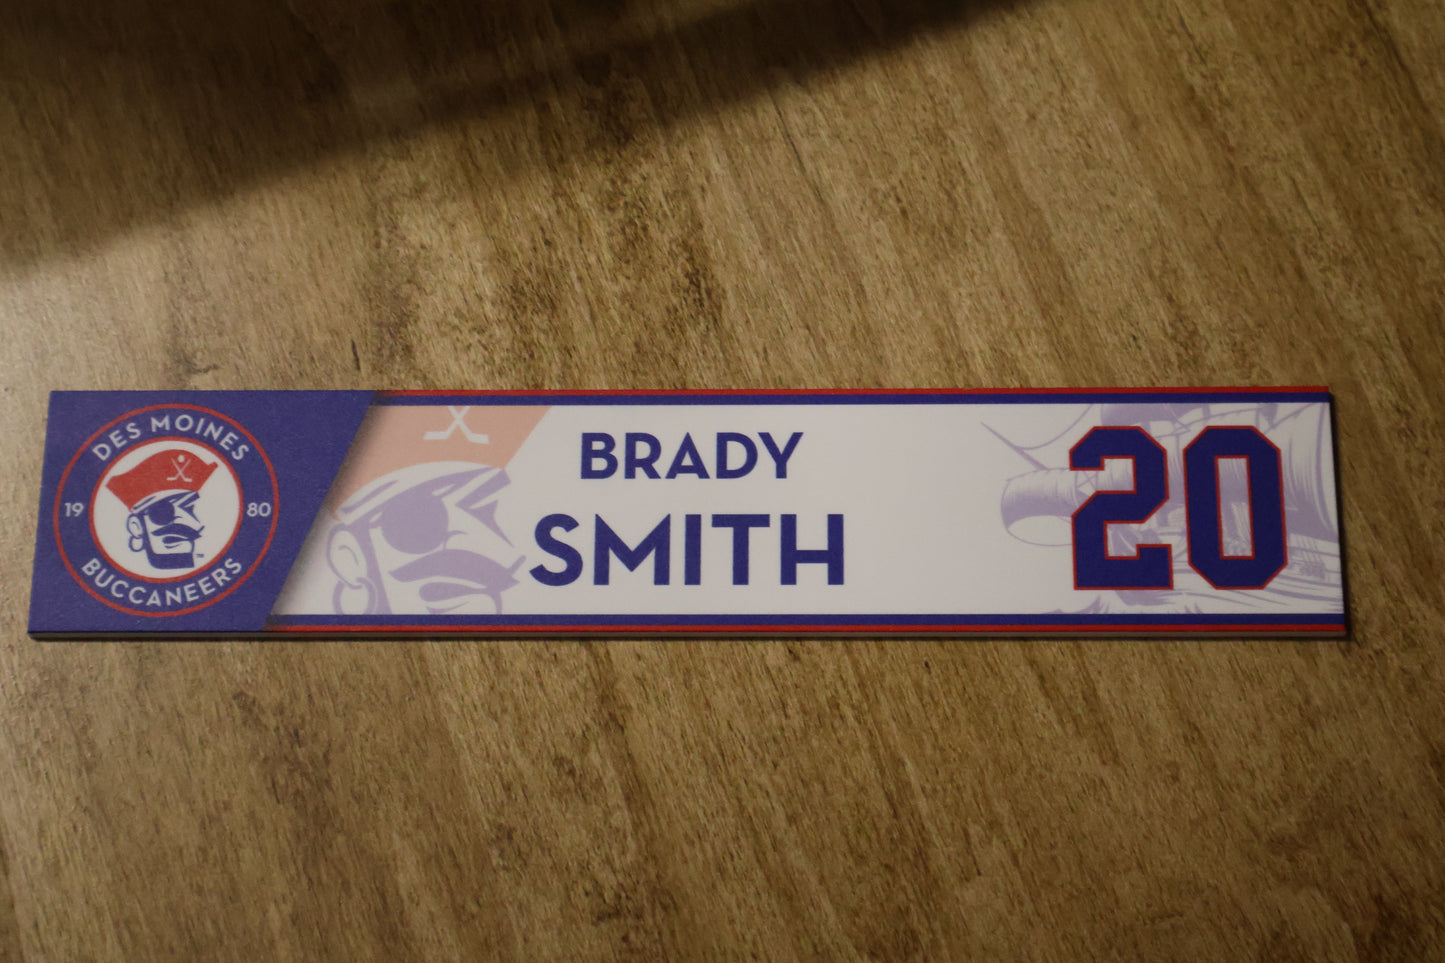 DES MOINES
19 80
BUCCANEERS
BRADY
SMITH
20